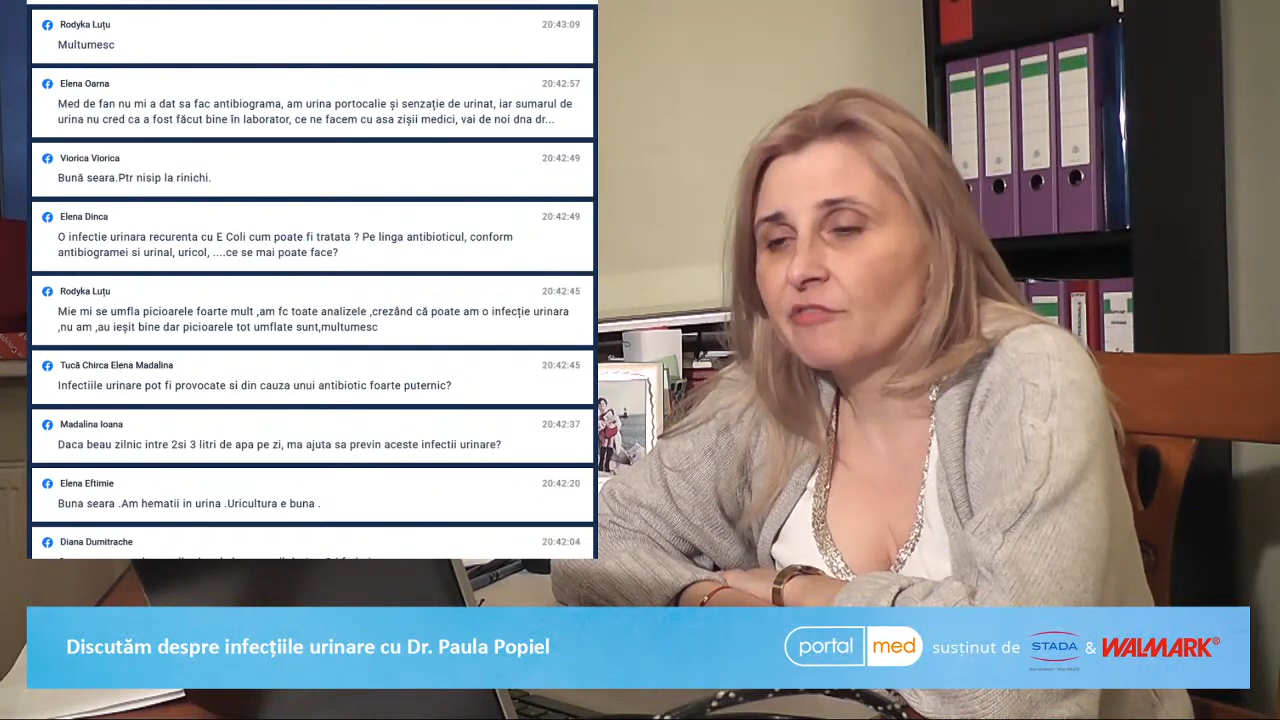 Rodyka Luțu
20:43:09
Multumesc
Elena Oarna
20:42:57
Med de fan nu mi a dat sa fac antibiograma, am urina portocalie și senzație de urinat, iar sumarul de
urina nu cred ca a fost făcut bine în laborator, ce ne facem cu asa zișii medici, vai de noi dna dr...
Viorica Viorica
20:42:49
Bună seara.Ptr nisip la rinichi.
Elena Dinca
20:42:49
O infectie urinara recurenta cu E Coli cum poate fi tratata ? Pe linga antibioticul, conform
antibiogramei si urinal, uricol, ....ce se mai poate face?
Rodyka Luțu
20:42:45
Mie mi se umfla picioarele foarte mult ,am fc toate analizele ,crezând că poate am o infecție urinara
,nu am ,au ieșit bine dar picioarele tot umflate sunt,multumesc
Tucă Chirca Elena Madalina
20:42:45
Infectiile urinare pot fi provocate si din cauza unui antibiotic foarte puternic?
Madalina Ioana
20:42:37
Daca beau zilnic intre 2si 3 litri de apa pe zi, ma ajuta sa previn aceste infectii urinare?
Elena Eftimie
20:42:20
Buna seara .Am hematii in urina .Uricultura e buna .
Diana Dumitrache
20:42:04
Discutăm despre infecțiile urinare cu Dr. Paula Popiel
portal med susținut de STADA & WALMARK®